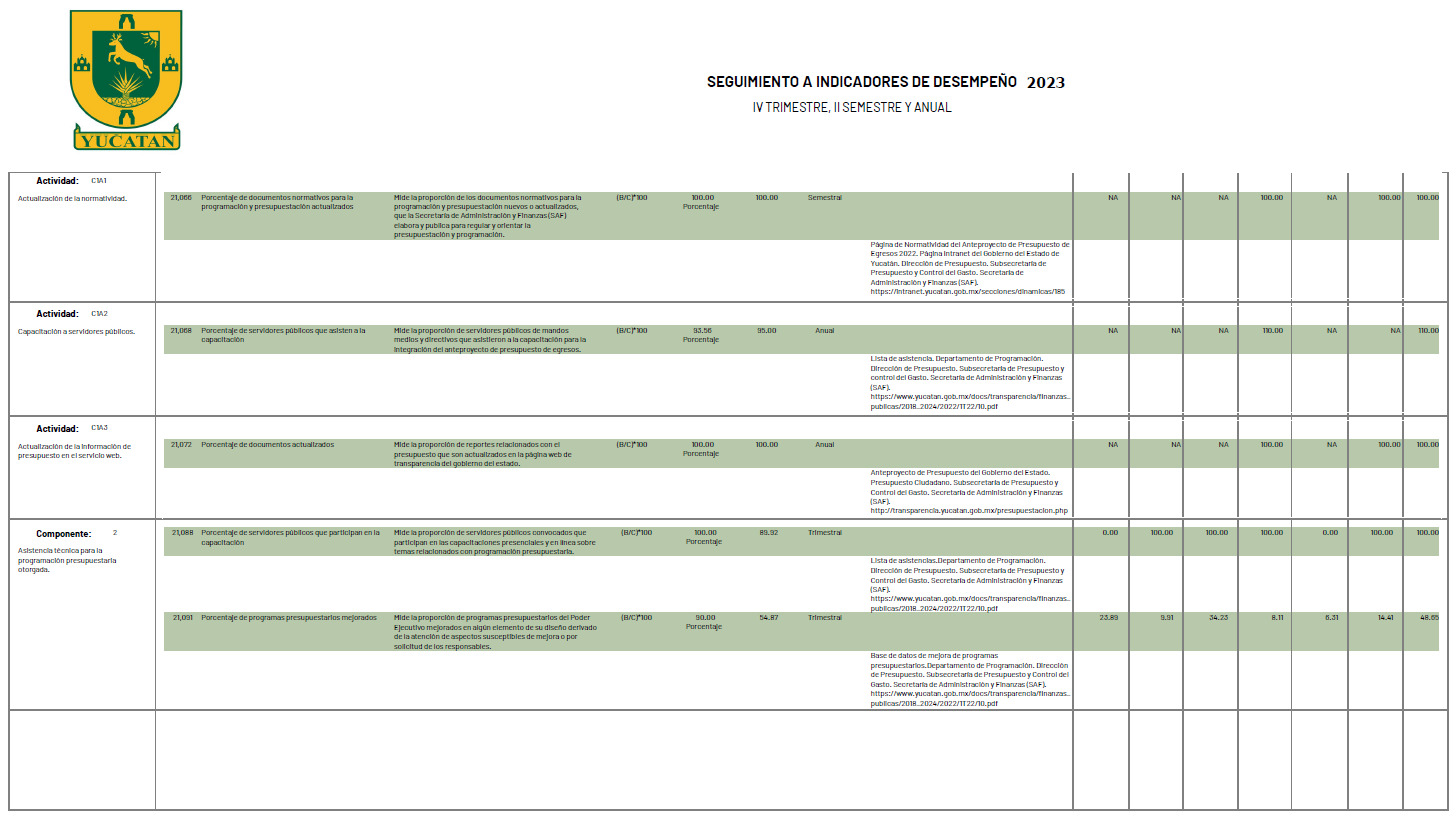 YUCATAN
SEGUIMIENTO A INDICADORES DE DESEMPEÑO 2023
IV TRIMESTRE, II SEMESTRE Y ANUAL
Actividad: C1A1
Actualización de la normatividad.
21,066 Porcentaje de documentos normativos para la Mide la proporción de los documentos normativos para la (B/C)*100 100.00 100.00 Semestral NA NA NA 100.00 NA 100.00 100.00
programación y presupuestación actualizados programación y presupuestación nuevos o actualizados, Porcentaje
que la Secretaría de Administración y Finanzas (SAF)
elabora y publica para regular y orientar la
presupuestación y programación.
Página de Normatividad del Anteproyecto de Presupuesto de
Egresos 2022. Página Intranet del Gobierno del Estado de
Yucatán. Dirección de Presupuesto. Subsecretaría de
Presupuesto y Control del Gasto. Secretaría de
Administración y Finanzas (SAF).
https://intranet.yucatan.gob.mx/secciones/dinamicas/185
Actividad: C1A2
Capacitación a servidores públicos.
21,068 Porcentaje de servidores públicos que asisten a la Mide la proporción de servidores públicos de mandos (B/C)*100 93.56 95.00 Anual NA NA NA 110.00 NA NA 110.00
capacitación medios y directivos que asistieron a la capacitación para la Porcentaje
integración del anteproyecto de presupuesto de egresos.
Lista de asistencia. Departamento de Programación.
Dirección de Presupuesto. Subsecretaría de Presupuesto y
control del Gasto. Secretaría de Administración y Finanzas
(SAF).
https://www.yucatan.gob.mx/docs/transparencia/finanzas_
publicas/2018_2024/2022/1T22/10.pdf
Actividad: C1A3
Actualización de la información de
presupuesto en el servicio web.
21,072 Porcentaje de documentos actualizados Mide la proporción de reportes relacionados con el (B/C)*100 100.00 100.00 Anual NA NA NA 100.00 NA 100.00 100.00
presupuesto que son actualizados en la página web de Porcentaje
transparencia del gobierno del estado.
Anteproyecto de Presupuesto del Gobierno del Estado.
Presupuesto Ciudadano. Subsecretaría de Presupuesto y
Control del Gasto. Secretaría de Administración y Finanzas
(SAF).
http://transparencia.yucatan.gob.mx/presupuestacion.php
Componente: 2
Asistencia técnica para la
programación presupuestaria
otorgada.
21,088 Porcentaje de servidores públicos que participan en la Mide la proporción de servidores públicos convocados que (B/C)*100 100.00 89.92 Trimestral 0.00 100.00 100.00 100.00 0.00 100.00 100.00
capacitación participan en las capacitaciones presenciales y en línea sobre Porcentaje
temas relacionados con programación presupuestaria.
Lista de asistencias.Departamento de Programación.
Dirección de Presupuesto. Subsecretaría de Presupuesto y
Control del Gasto. Secretaría de Administración y Finanzas
(SAF).
https://www.yucatan.gob.mx/docs/transparencia/finanzas_
publicas/2018_2024/2022/1T22/10.pdf
21,091 Porcentaje de programas presupuestarios mejorados Mide la proporción de programas presupuestarios del Poder (B/C)*100 90.00 54.87 Trimestral 23.89 9.91 34.23 8.11 6.31 14.41 48.65
Ejecutivo mejorados en algún elemento de su diseño derivado Porcentaje
de la atención de aspectos susceptibles de mejora o por
solicitud de los responsables.
Base de datos de mejora de programas
presupuestarios.Departamento de Programación. Dirección
de Presupuesto. Subsecretaría de Presupuesto y Control del
Gasto. Secretaría de Administración y Finanzas (SAF).
https://www.yucatan.gob.mx/docs/transparencia/finanzas_
publicas/2018_2024/2022/1T22/10.pdf